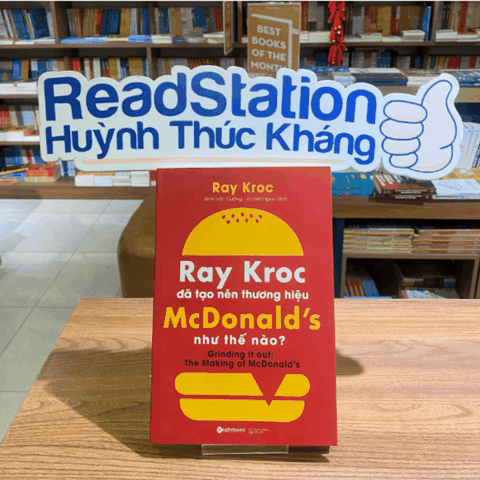 BEST
BOOKS OF
THE MONTH
ReadStation
Huỳnh Thúc Kháng
Ray Kroc
Ray Kroc
đã tạo nên thương hiệu
McDonald's
như thế nào?
Grinding it out:
The Making of McDonald's